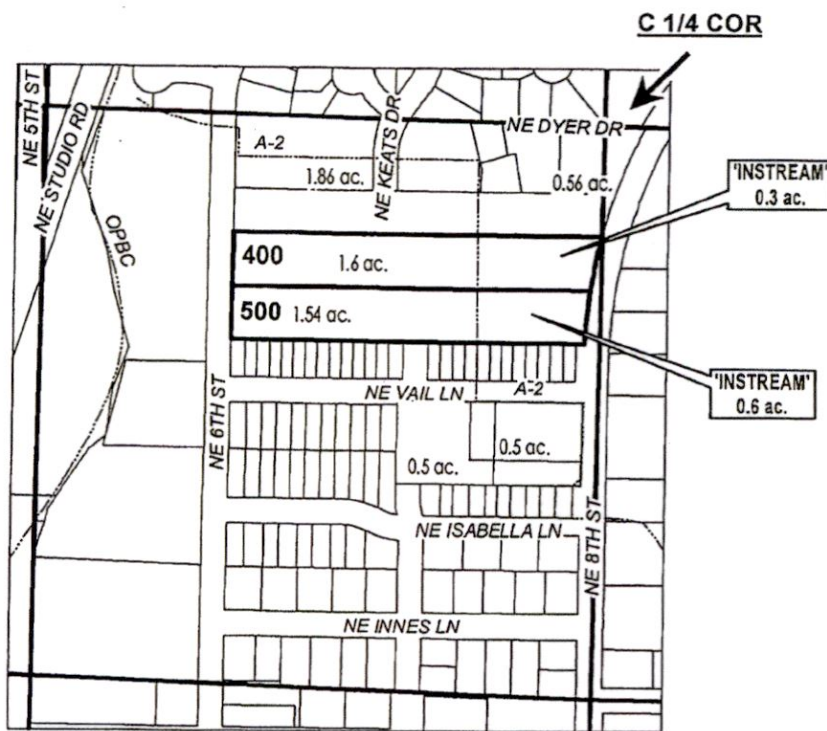 C 1/4 COR
NE 5TH ST
NE STUDIO RD
NE KEATS DR
NE DYER DR
A-2
1.86 ac.
0.56 ac.
'INSTREAM'
0.3 ac.
OPBC
400 1.6 ac.
500 1.54 ac.
'INSTREAM'
0.6 ac.
NE 6TH ST
NE VAIL LN
A-2
0.5 ac.
0.5 ac.
NE ISABELLA LN
NE 8TH ST
NE INNES LN